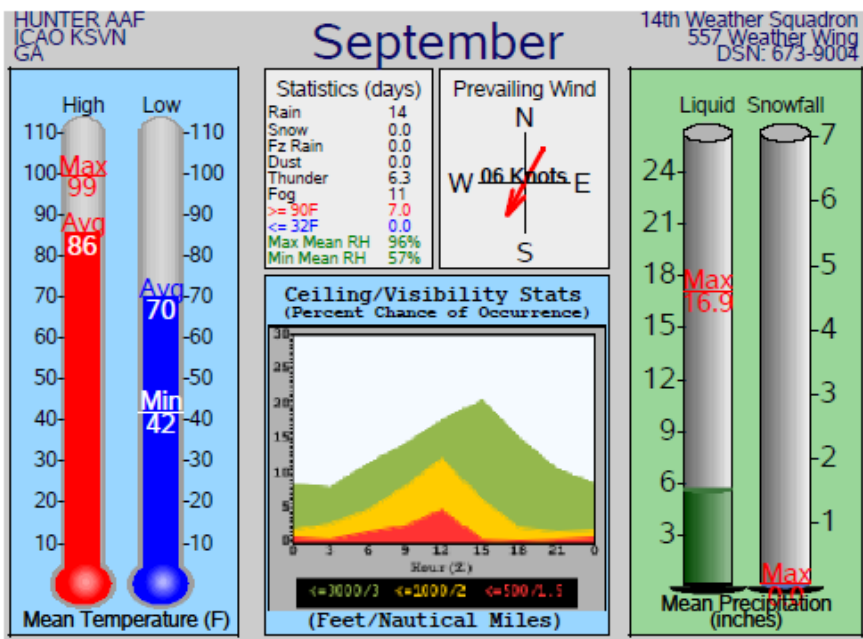 HUNTER AAF
ICAO KSVN
GA
September
14th Weather Squadron
557 Weather Wing
DSN: 673-9004
High Low
110 110
100 100
Max
99
90 90
Avg
86
80 80
Avg
70 70
70
60 60
50 50
Min
42
40 40
30 30
20 20
10 10
Mean Temperature (F)
Statistics (days)
Rain 14
Snow 0.0
Fz Rain 0.0
Dust 0.0
Thunder 6.3
Fog 11
>= 90F 7.0
<= 32F 0.0
Max Mean RH 96%
Min Mean RH 57%
Prevailing Wind
N
W 06 Knots E
S
Ceiling/Visibility Stats
(Percent Chance of Occurrence)
30
25
20
15
10
5
0
0 3 6 9 12 15 18 21 0
Hour(Z)
<=3000/3 <=1000/2 <=500/1.5
(Feet/Nautical Miles)
Liquid Snowfall
7
24
6
21
18
5
Max
16.9
15
4
12
3
9
2
6
1
3
Max
0.0
Mean Precipitation
(inches)